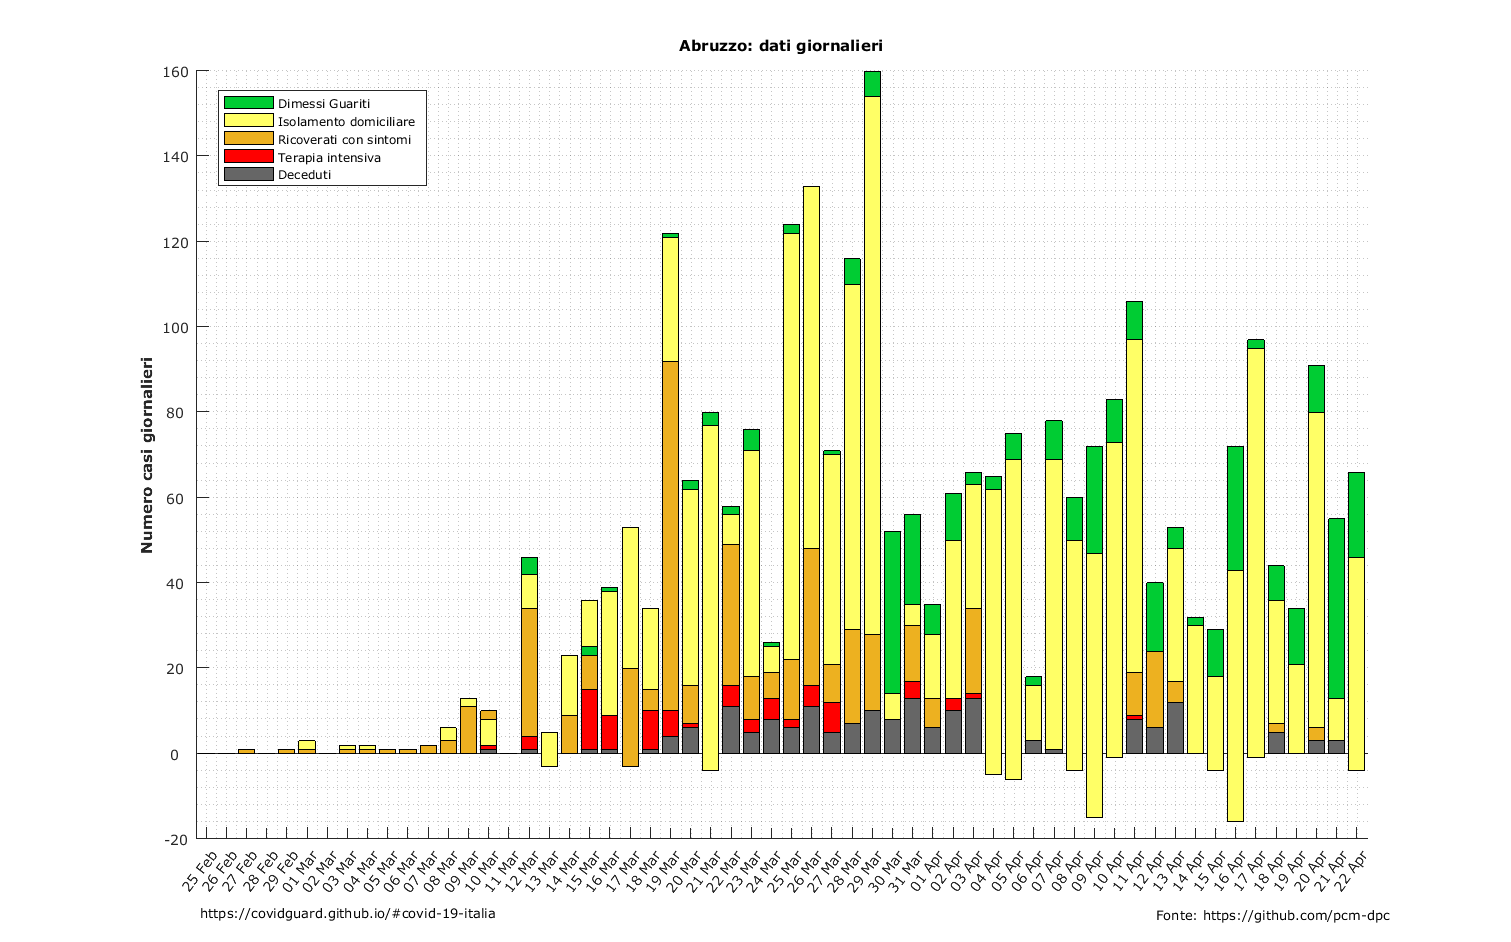 Abruzzo: dati giornalieri
Dimessi Guariti
Isolamento domiciliare
Ricoverati con sintomi
Terapia intensiva
Deceduti
Numero casi giornalieri
160
140
120
100
80
60
40
20
0
-20
25 Feb
26 Feb
27 Feb
28 Feb
29 Feb
01 Mar
02 Mar
03 Mar
04 Mar
05 Mar
06 Mar
07 Mar
08 Mar
09 Mar
10 Mar
11 Mar
12 Mar
13 Mar
14 Mar
15 Mar
16 Mar
17 Mar
18 Mar
19 Mar
20 Mar
21 Mar
22 Mar
23 Mar
24 Mar
25 Mar
26 Mar
27 Mar
28 Mar
29 Mar
30 Mar
31 Mar
01 Apr
02 Apr
03 Apr
04 Apr
05 Apr
06 Apr
07 Apr
08 Apr
09 Apr
10 Apr
11 Apr
12 Apr
13 Apr
14 Apr
15 Apr
16 Apr
17 Apr
18 Apr
19 Apr
20 Apr
21 Apr
22 Apr
https://covidguard.github.io/#covid-19-italia
Fonte: https://github.com/pcm-dpc